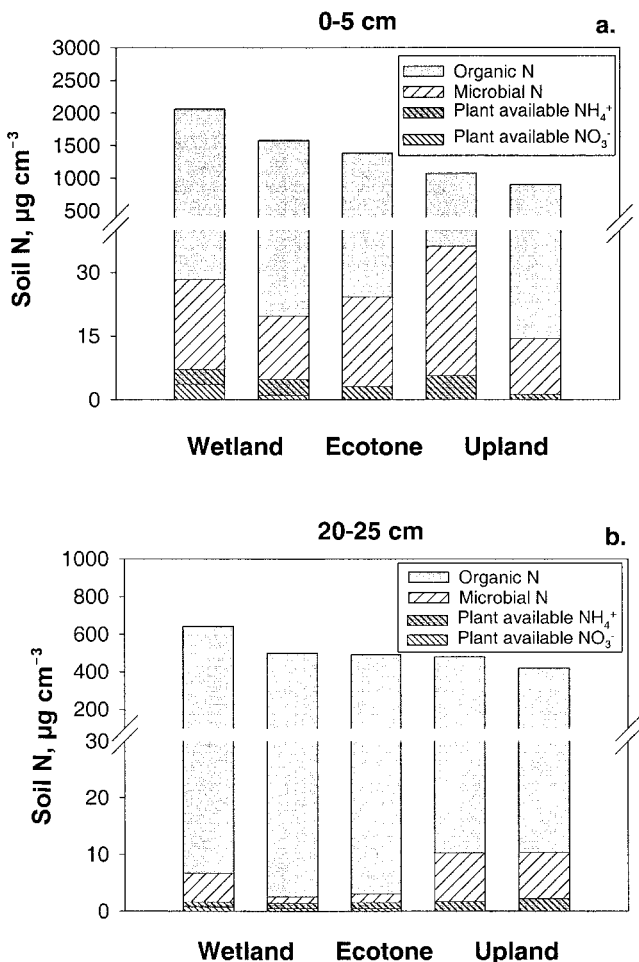 0-5 cm
a.
3000
2500
2000
1500
1000
500
30
15
0
Soil N, µg cm⁻³
Organic N
Microbial N
Plant available NH₄⁺
Plant available NO₃⁻
Wetland Ecotone Upland
20-25 cm
b.
1000
800
600
400
200
30
20
10
0
Soil N, µg cm⁻³
Organic N
Microbial N
Plant available NH₄⁺
Plant available NO₃⁻
Wetland Ecotone Upland